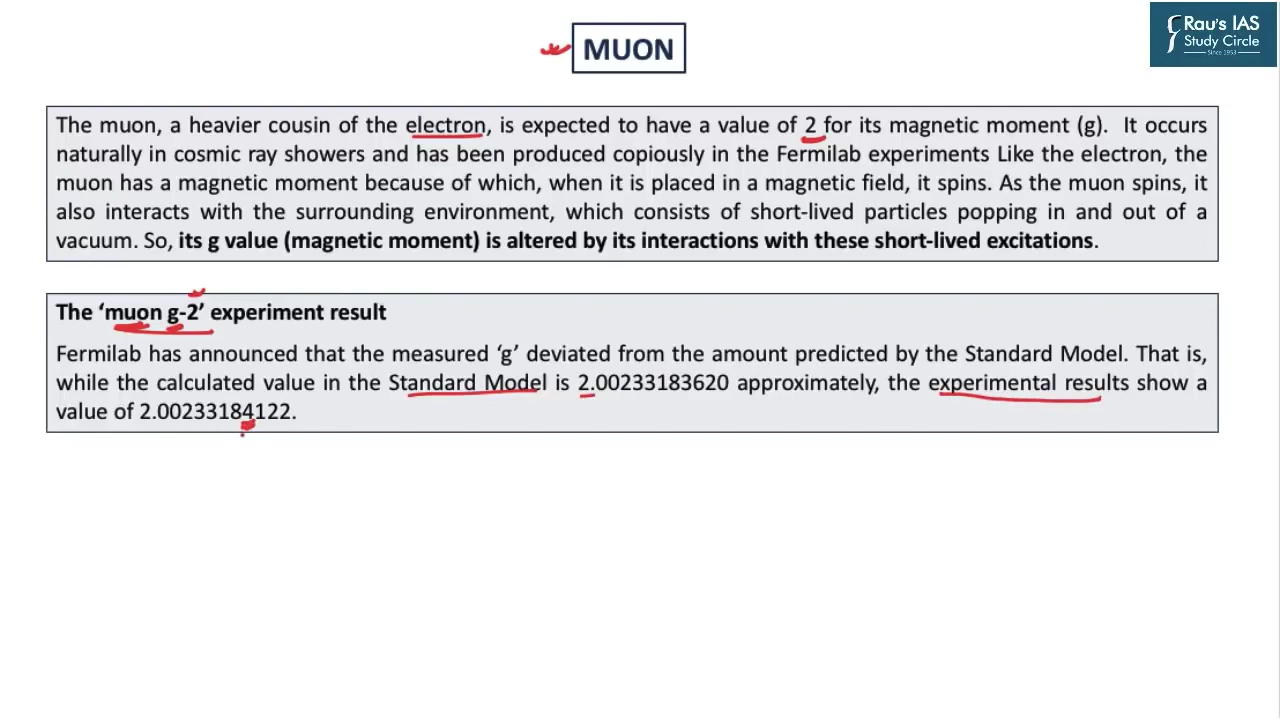 Rau's IAS
Study Circle
Since 1953
MUON
The muon, a heavier cousin of the electron, is expected to have a value of 2 for its magnetic moment (g). It occurs
naturally in cosmic ray showers and has been produced copiously in the Fermilab experiments Like the electron, the
muon has a magnetic moment because of which, when it is placed in a magnetic field, it spins. As the muon spins, it
also interacts with the surrounding environment, which consists of short-lived particles popping in and out of a
vacuum. So, its g value (magnetic moment) is altered by its interactions with these short-lived excitations.
The ‘muon g-2’ experiment result
Fermilab has announced that the measured ‘g’ deviated from the amount predicted by the Standard Model. That is,
while the calculated value in the Standard Model is 2.00233183620 approximately, the experimental results show a
value of 2.00233184122.